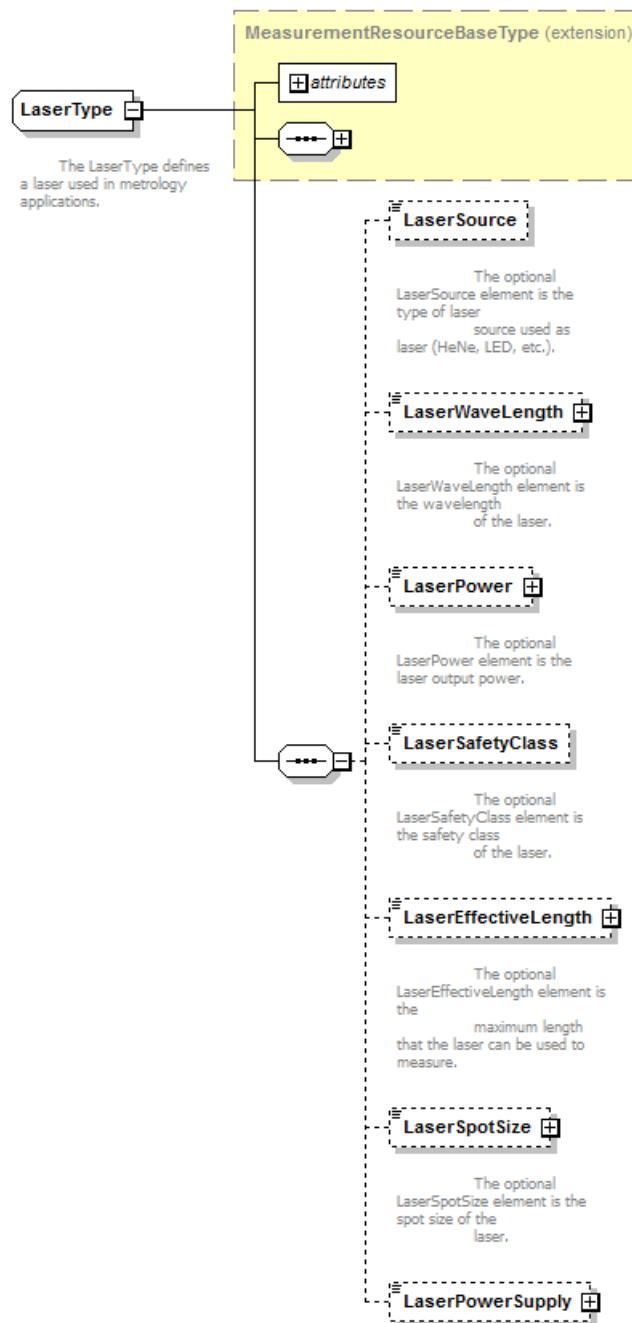 MeasurementResourceBaseType (extension)
attributes
LaserType
The LaserType defines
a laser used in metrology
applications.
LaserSource
The optional
LaserSource element is the
type of laser
source used as
laser (HeNe, LED, etc.).
LaserWaveLength
The optional
LaserWaveLength element is
the wavelength
of the laser.
LaserPower
The optional
LaserPower element is the
laser output power.
LaserSafetyClass
The optional
LaserSafetyClass element is
the safety class
of the laser.
LaserEffectiveLength
The optional
LaserEffectiveLength element is
the
maximum length
that the laser can be used to
measure.
LaserSpotSize
The optional
LaserSpotSize element is the
spot size of the
laser.
LaserPowerSupply